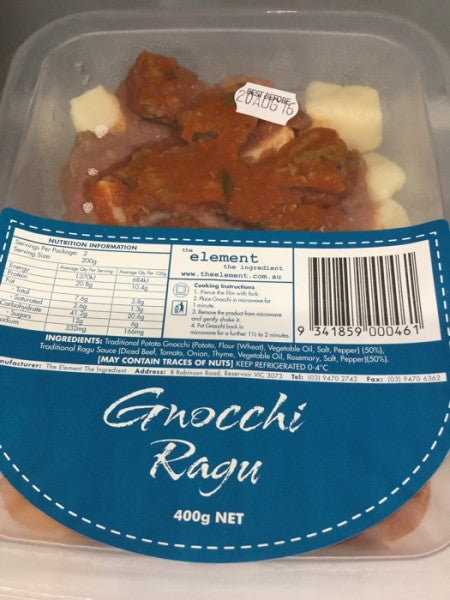 BEST BEFORE
20 AUG 16
NUTRITION INFORMATION
Servings Per Package: 2
Serving Size: 200g
Average Qty Per Serving Average Qty Per 100g
Energy 1370kJ 684kJ
Protein 20.8g 10.4g
Fat
- Total 7.6g 3.8g
- Saturated 2.6g 1.3g
Carbohydrate 41.2g 20.6g
- Sugars 12g 6g
Sodium 332mg 166mg
the
element
the ingredient
www.theelement.com.au
Cooking Instructions
1. Pierce the film with fork.
2. Place Gnocchi in microwave for
1 minute.
3. Remove the product from microwave
and gently shake it.
4. Put Gnocchi back in
microwave for a further 1½ to 2 minutes.
9 341859 000461
INGREDIENTS: Traditional Potato Gnocchi (Potato, Flour (Wheat), Vegetable Oil, Salt, Pepper) (50%),
Traditional Ragu Sauce (Diced Beef, Tomato, Onion, Thyme, Vegetable Oil, Rosemary, Salt, Pepper)(50%).
[MAY CONTAIN TRACES OF NUTS] KEEP REFRIGERATED 0-4°C
nufacturer: The Element The Ingredient Address: 8 Robinson Road, Reservoir VIC 3073 Tel: (03) 9470 2742 Fax: (03) 9470 6362
Gnocchi
Ragu
400g NET